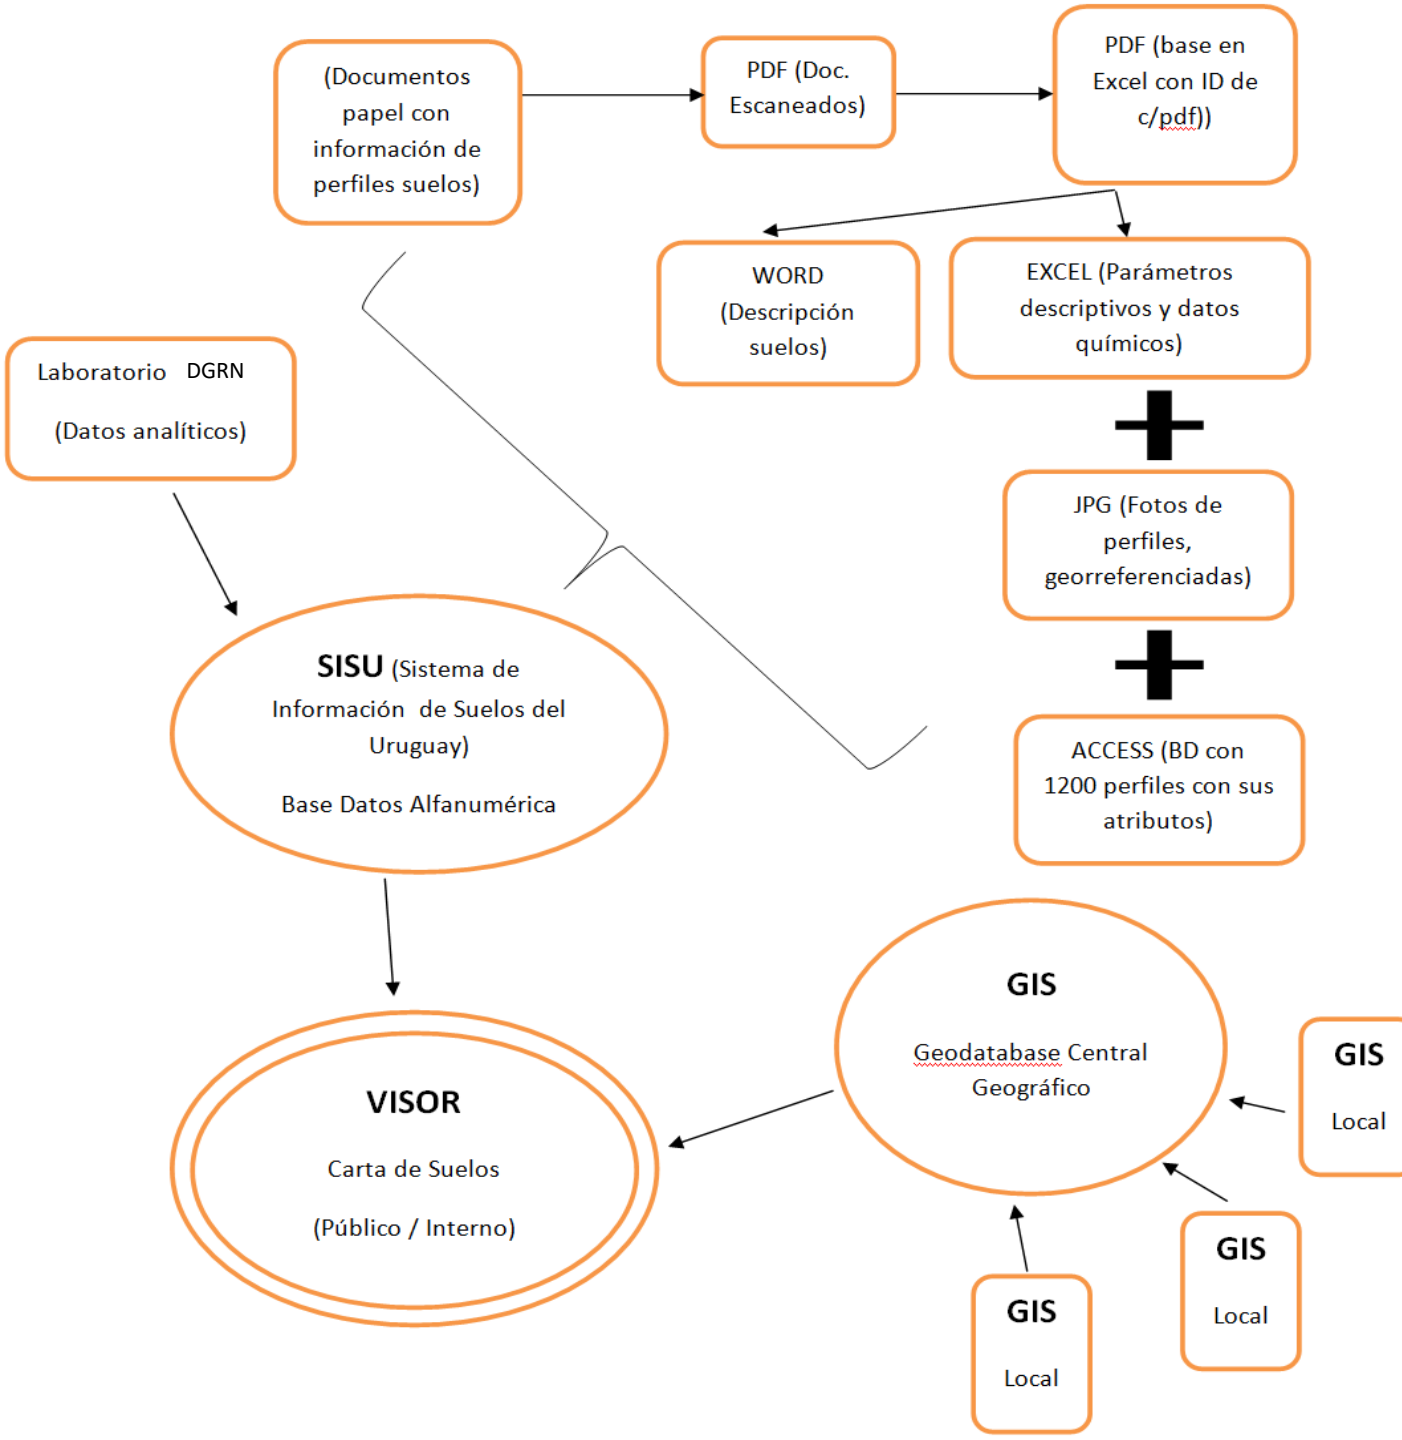 (Documentos
papel con
información de
perfiles suelos)
PDF (Doc.
Escaneados)
PDF (base en
Excel con ID de
c/pdf))
WORD
(Descripción
suelos)
EXCEL (Parámetros
descriptivos y datos
químicos)
Laboratorio DGRN
(Datos analíticos)
JPG (Fotos de
perfiles,
georreferenciadas)
SISU (Sistema de
Información de Suelos del
Uruguay)
Base Datos Alfanumérica
ACCESS (BD con
1200 perfiles con sus
atributos)
GIS
Geodatabase Central
Geográfico
GIS
Local
VISOR
Carta de Suelos
(Público / Interno)
GIS
Local
GIS
Local